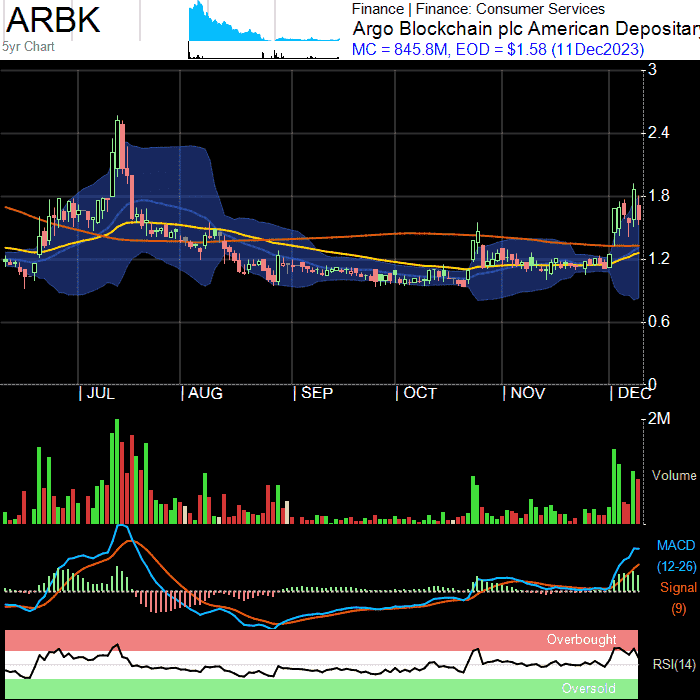 ARBK
5yr Chart
Finance | Finance: Consumer Services
Argo Blockchain plc American Depositary
MC = 845.8M, EOD = $1.58 (11Dec2023)
3
2.4
1.8
1.2
0.6
0
JUL AUG SEP OCT NOV DEC
2M
Volume
MACD
(12-26)
Signal
(9)
Overbought
RSI(14)
Oversold